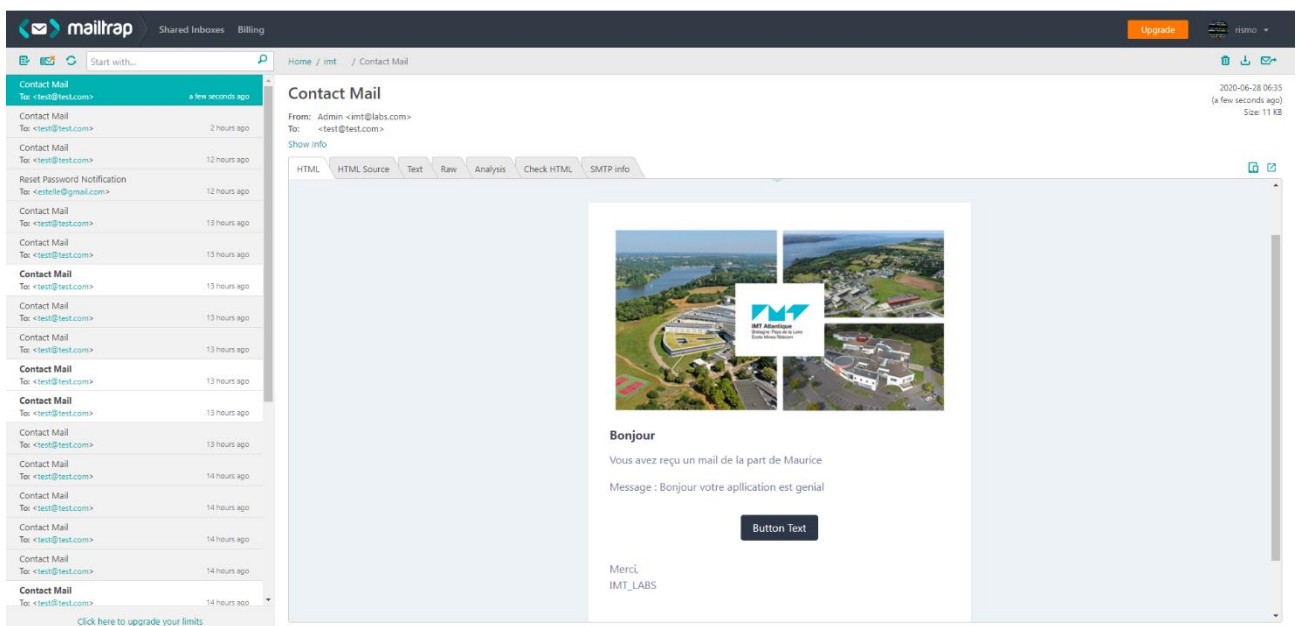 mailtrap
Shared Inboxes Billing
Upgrade
rismo
Start with...
Home / imt / Contact Mail
Contact Mail
To: <test@test.com> a few seconds ago
Contact Mail
To: <test@test.com> 2 hours ago
Contact Mail
To: <test@test.com> 12 hours ago
Reset Password Notification
To: <estelle@gmail.com> 12 hours ago
Contact Mail
To: <test@test.com> 13 hours ago
Contact Mail
To: <test@test.com> 13 hours ago
Contact Mail
To: <test@test.com> 13 hours ago
Contact Mail
To: <test@test.com> 13 hours ago
Contact Mail
To: <test@test.com> 13 hours ago
Contact Mail
To: <test@test.com> 13 hours ago
Contact Mail
To: <test@test.com> 13 hours ago
Contact Mail
To: <test@test.com> 13 hours ago
Contact Mail
To: <test@test.com> 14 hours ago
Contact Mail
To: <test@test.com> 14 hours ago
Contact Mail
To: <test@test.com> 14 hours ago
Contact Mail
To: <test@test.com> 14 hours ago
Contact Mail
To: <test@test.com> 14 hours ago
Click here to upgrade your limits
Contact Mail
From: Admin <imt@labs.com>
To: <test@test.com>
Show info
2020-06-28 06:35
(a few seconds ago)
Size: 11 KB
HTML HTML Source Text Raw Analysis Check HTML SMTP info
IMT Atlantique
Bretagne-Pays de la Loire
École Mines-Télécom
Bonjour
Vous avez reçu un mail de la part de Maurice
Message : Bonjour votre apllication est genial
Button Text
Merci,
IMT_LABS